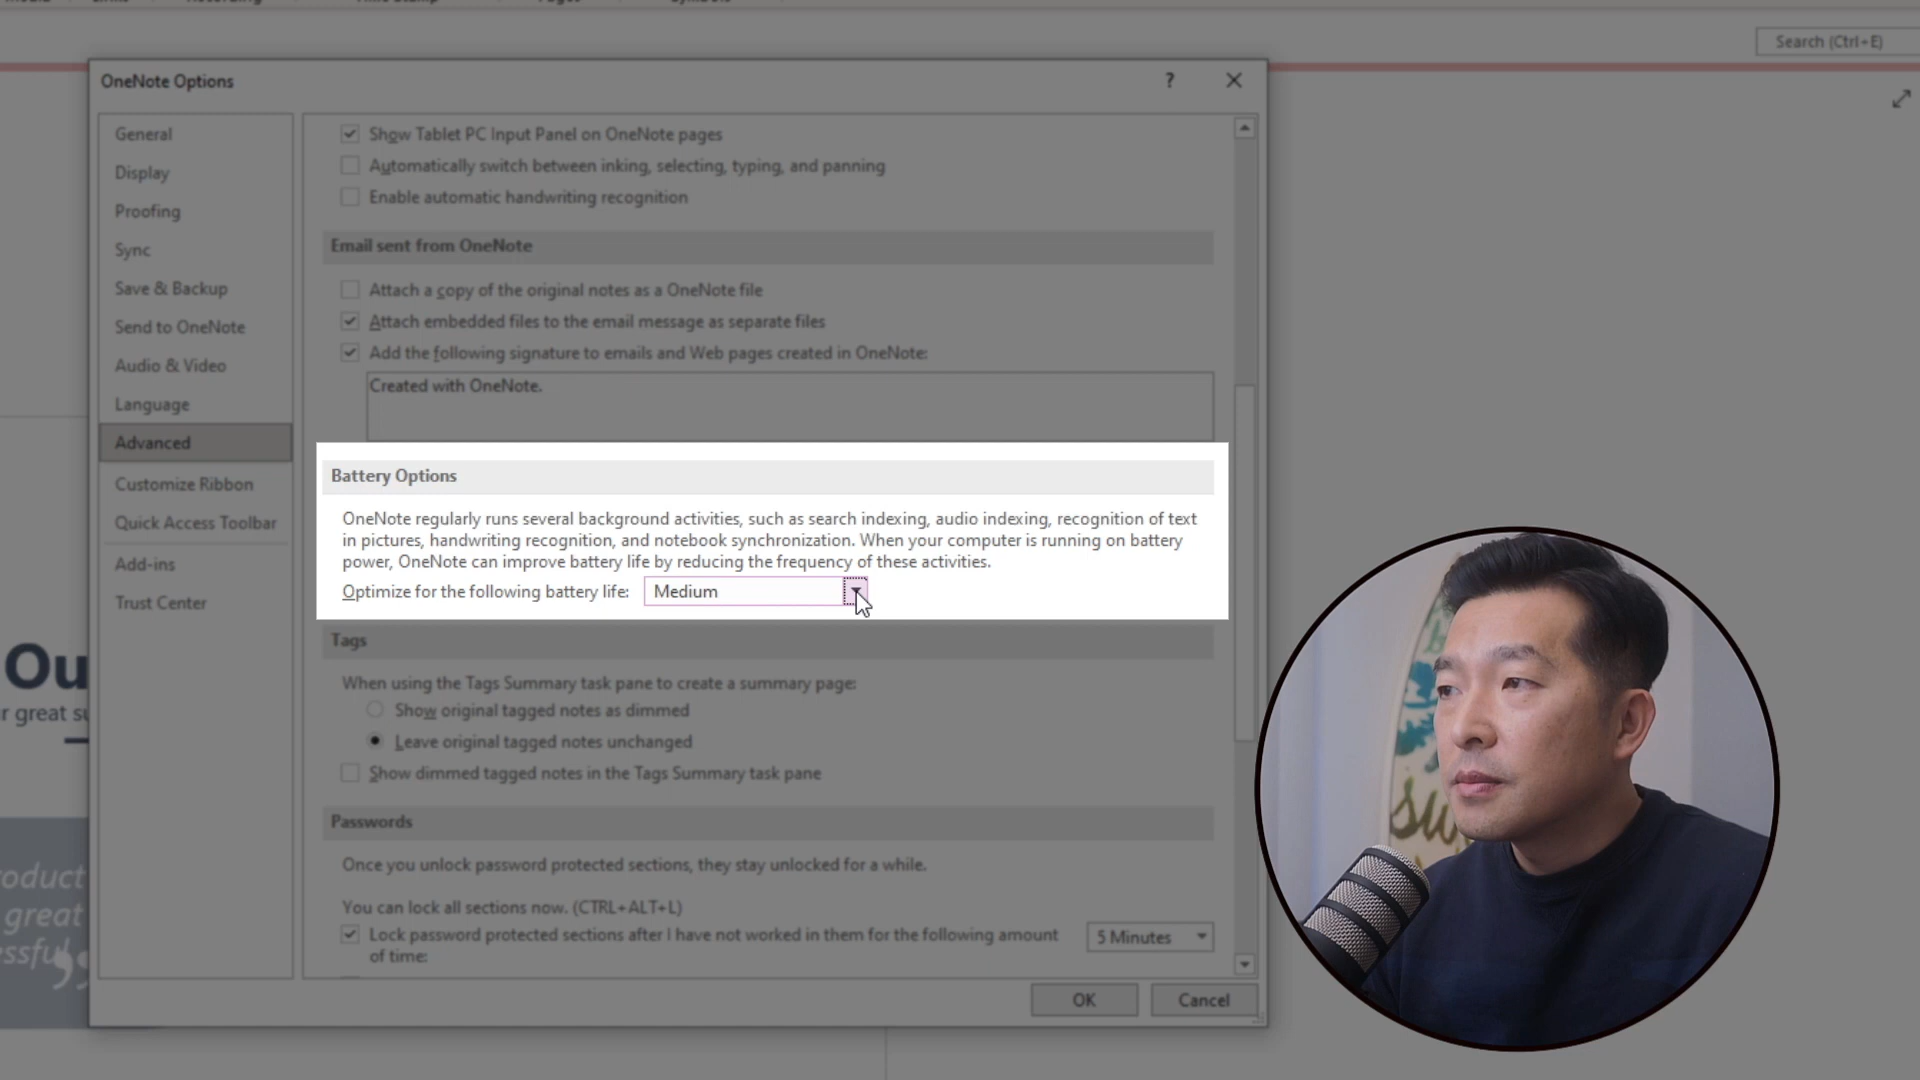 Search (Ctrl+E)
OneNote Options
?
General
Display
Proofing
Sync
Save & Backup
Send to OneNote
Audio & Video
Language
Advanced
Customize Ribbon
Quick Access Toolbar
Add-ins
Trust Center
Show Tablet PC Input Panel on OneNote pages
Automatically switch between inking, selecting, typing, and panning
Enable automatic handwriting recognition
Email sent from OneNote
Attach a copy of the original notes as a OneNote file
Attach embedded files to the email message as separate files
Add the following signature to emails and Web pages created in OneNote:
Created with OneNote.
Battery Options
OneNote regularly runs several background activities, such as search indexing, audio indexing, recognition of text
in pictures, handwriting recognition, and notebook synchronization. When your computer is running on battery
power, OneNote can improve battery life by reducing the frequency of these activities.
Optimize for the following battery life: Medium
Tags
When using the Tags Summary task pane to create a summary page:
Show original tagged notes as dimmed
Leave original tagged notes unchanged
Show dimmed tagged notes in the Tags Summary task pane
Passwords
Once you unlock password protected sections, they stay unlocked for a while.
You can lock all sections now. (CTRL+ALT+L)
Lock password protected sections after I have not worked in them for the following amount
of time:
5 Minutes
OK
Cancel
Ou
r great su
oduct
great
ssful